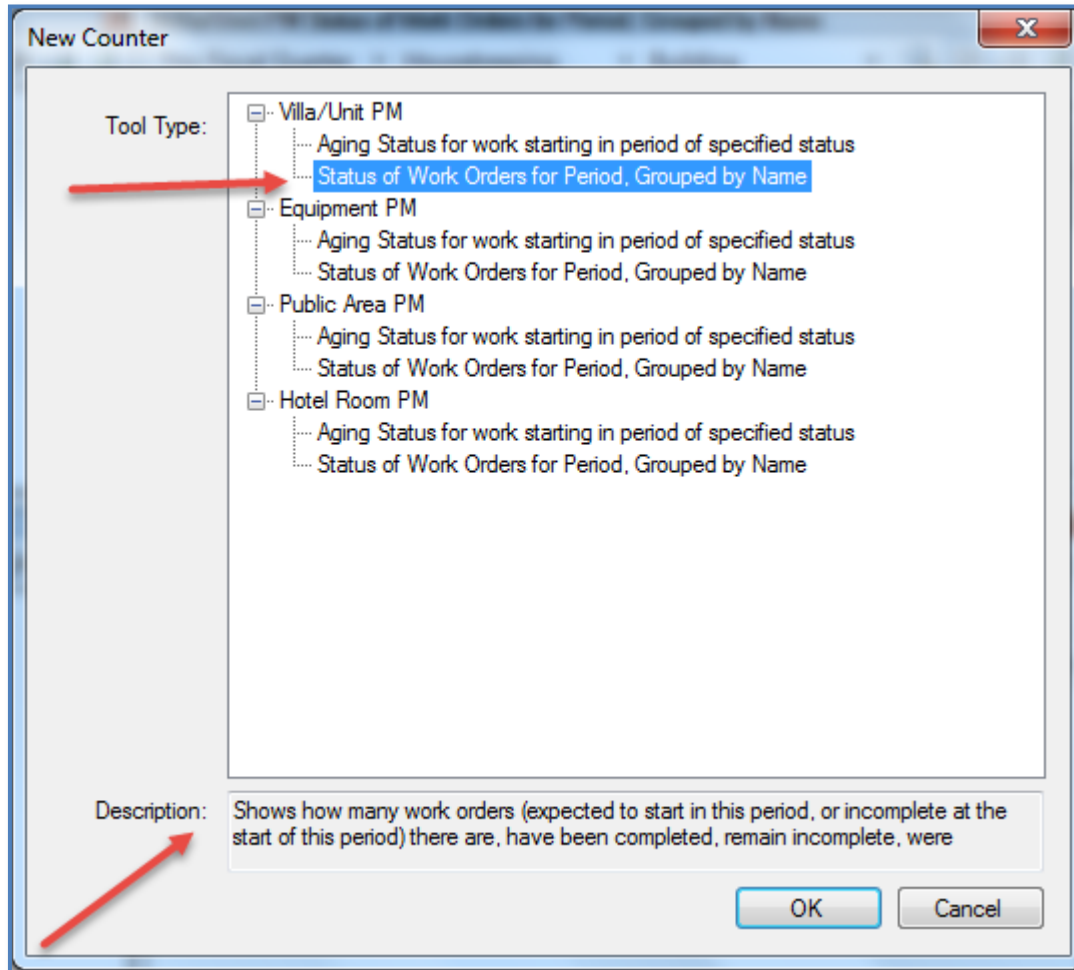 New Counter
Tool Type:
Villa/Unit PM
Aging Status for work starting in period of specified status
Status of Work Orders for Period, Grouped by Name
Equipment PM
Aging Status for work starting in period of specified status
Status of Work Orders for Period, Grouped by Name
Public Area PM
Aging Status for work starting in period of specified status
Status of Work Orders for Period, Grouped by Name
Hotel Room PM
Aging Status for work starting in period of specified status
Status of Work Orders for Period, Grouped by Name
Description:
Shows how many work orders (expected to start in this period, or incomplete at the
start of this period) there are, have been completed, remain incomplete, were
OK
Cancel